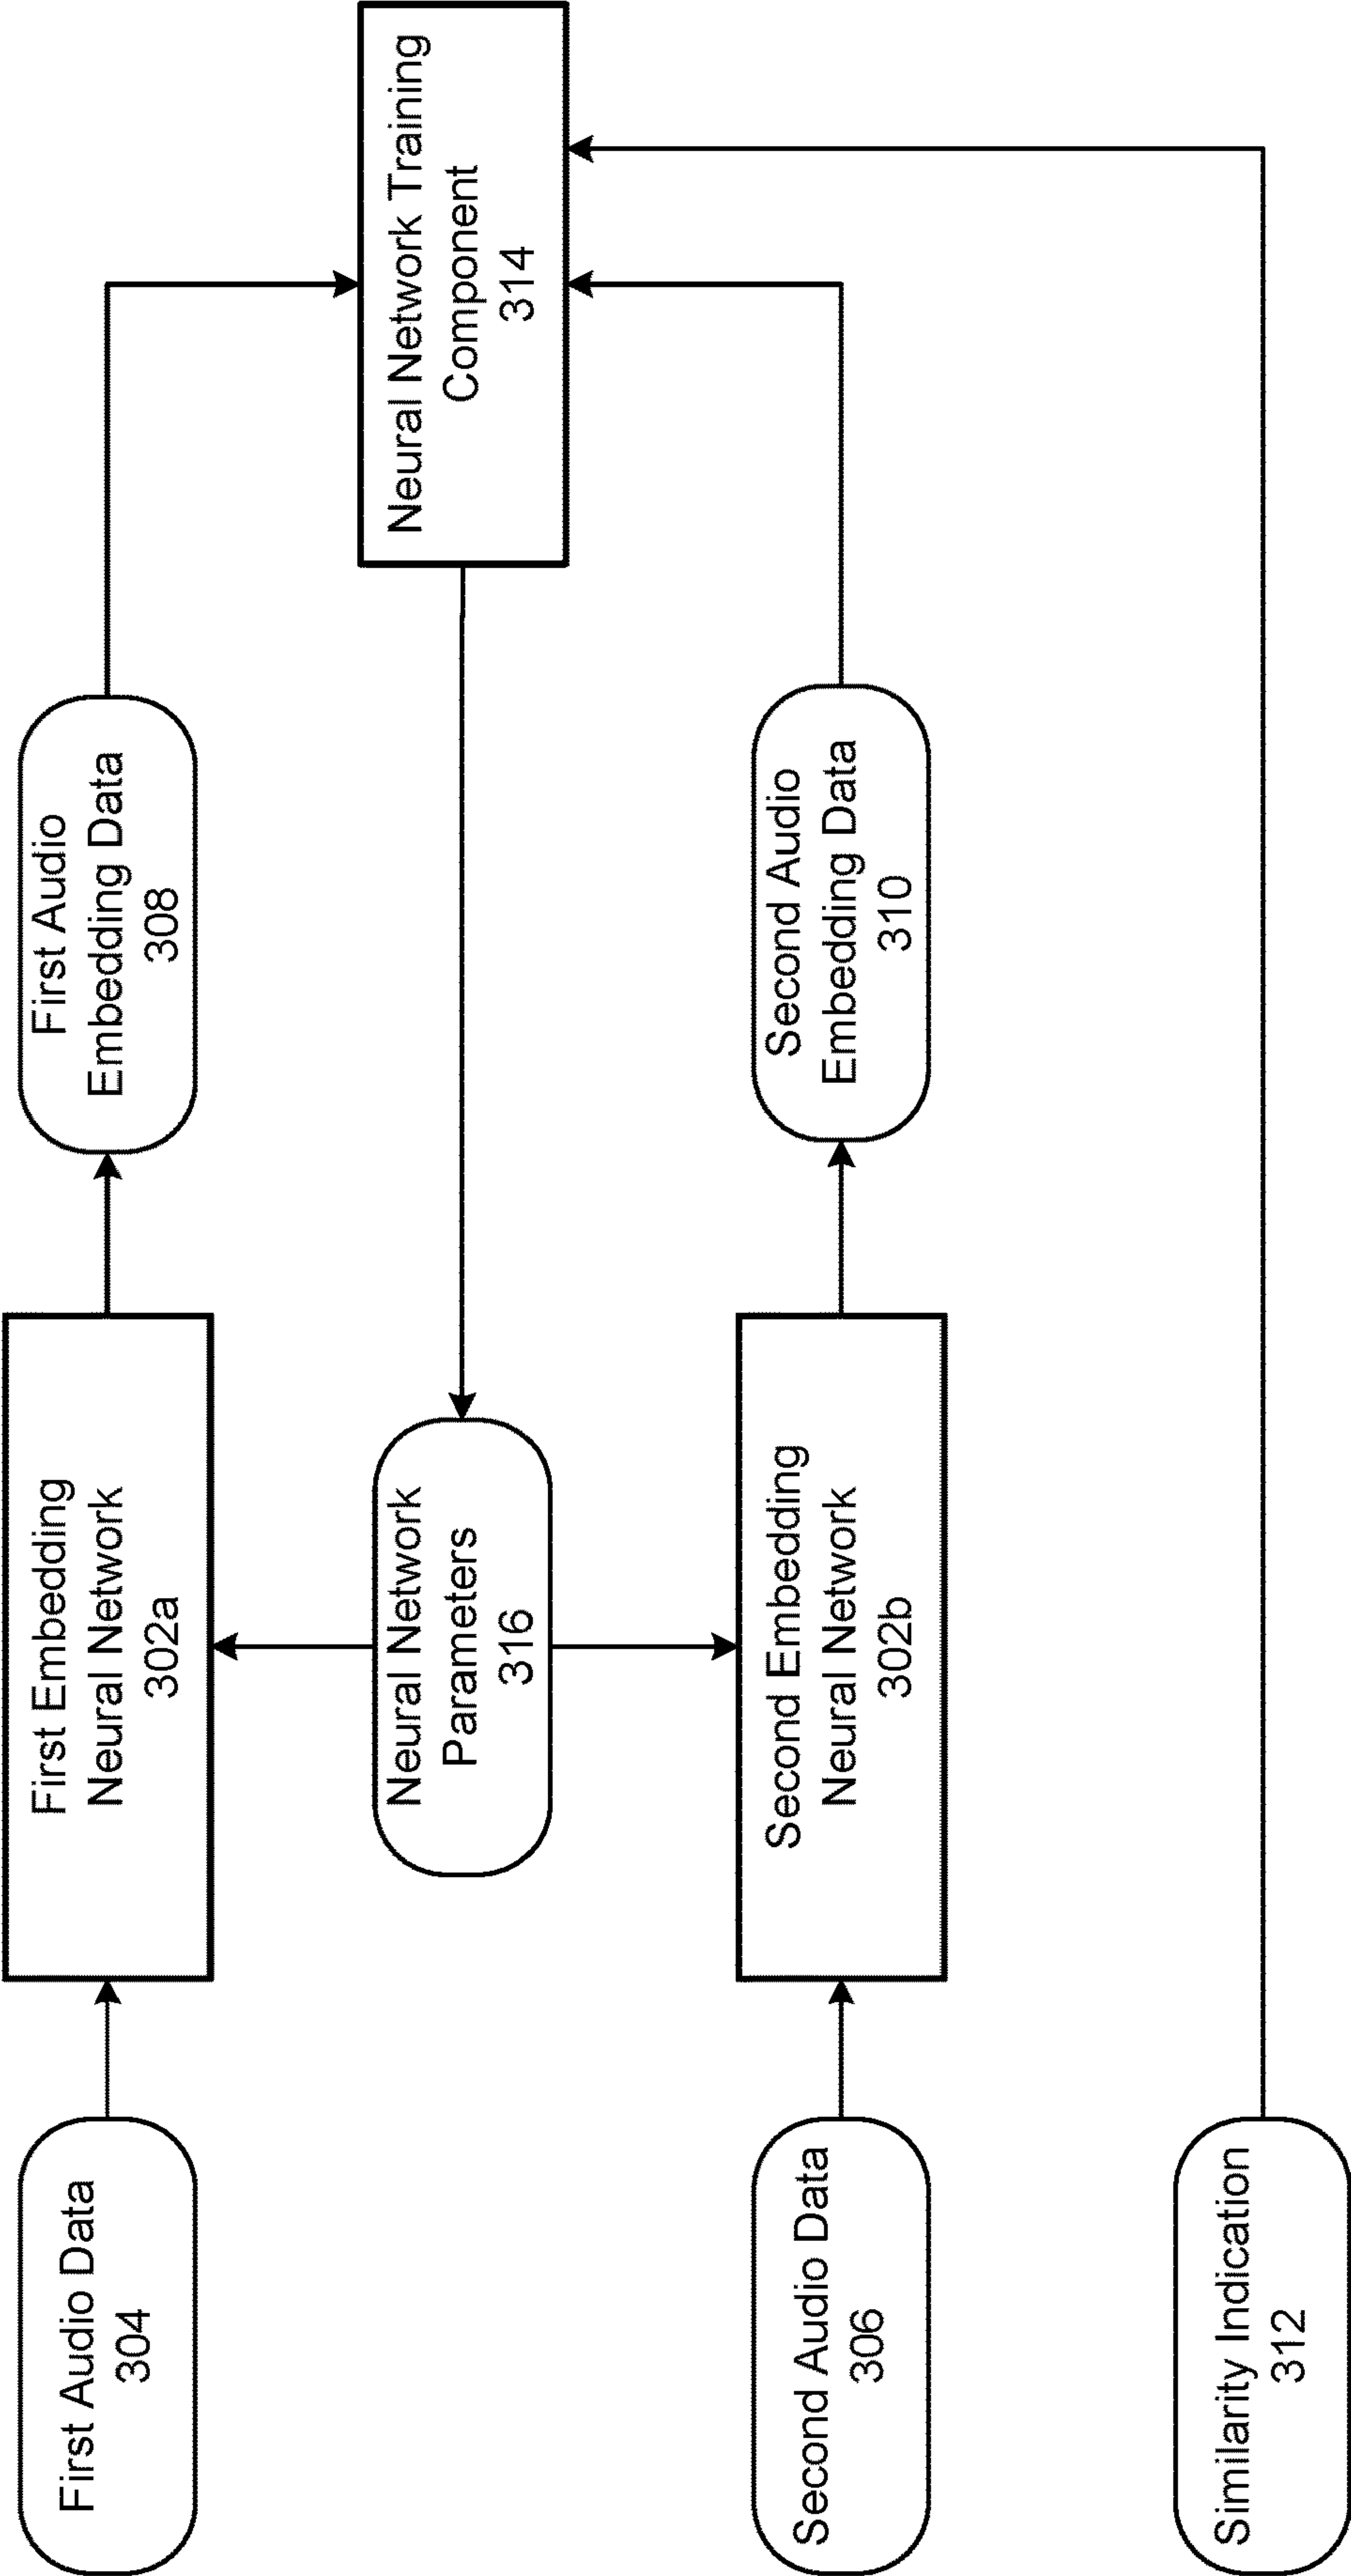 First Audio Data
304
First Embedding
Neural Network
302a
First Audio
Embedding Data
308
Neural Network
Parameters
316
Neural Network Training
Component
314
Second Audio Data
306
Second Embedding
Neural Network
302b
Second Audio
Embedding Data
310
Similarity Indication
312